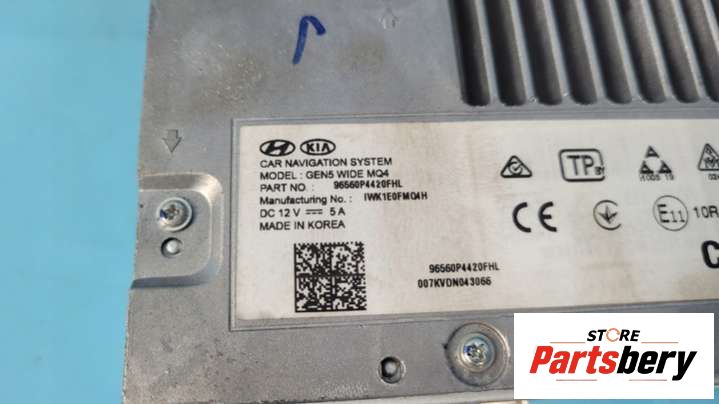 KIA
CAR NAVIGATION SYSTEM
MODEL : GEN5 WIDE MQ4
PART NO. : 96560P4420FHL
Manufacturing No. : IWK1E0FMQ4H
DC 12 V 5 A
MADE IN KOREA
TP
CE
E11 10R
96560P4420FHL
007KVDN043066
STORE
Partsbery